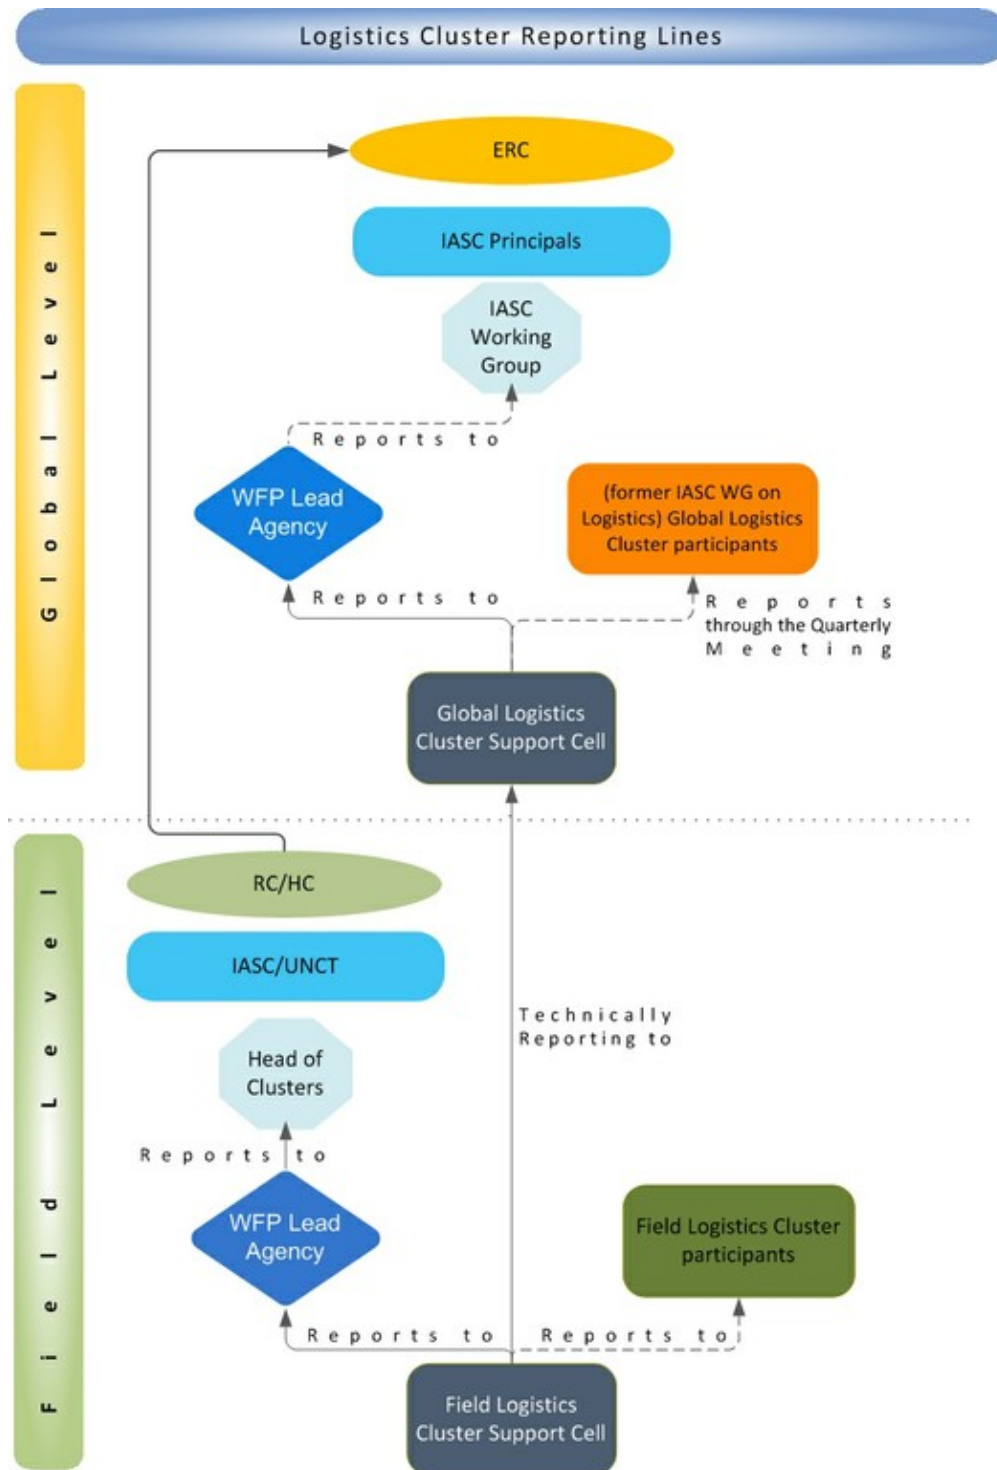 Logistics Cluster Reporting Lines
Global Level
ERC
IASC Principals
IASC
Working
Group
Reports to
WFP Lead
Agency
(former IASC WG on
Logistics) Global Logistics
Cluster participants
Reports to
Reports
through the Quarterly
Meeting
Global Logistics
Cluster Support Cell
Field Level
RC/HC
IASC/UNCT
Technically
Reporting to
Head of
Clusters
Reports to
WFP Lead
Agency
Field Logistics Cluster
participants
Reports to
Reports to
Field Logistics
Cluster Support Cell